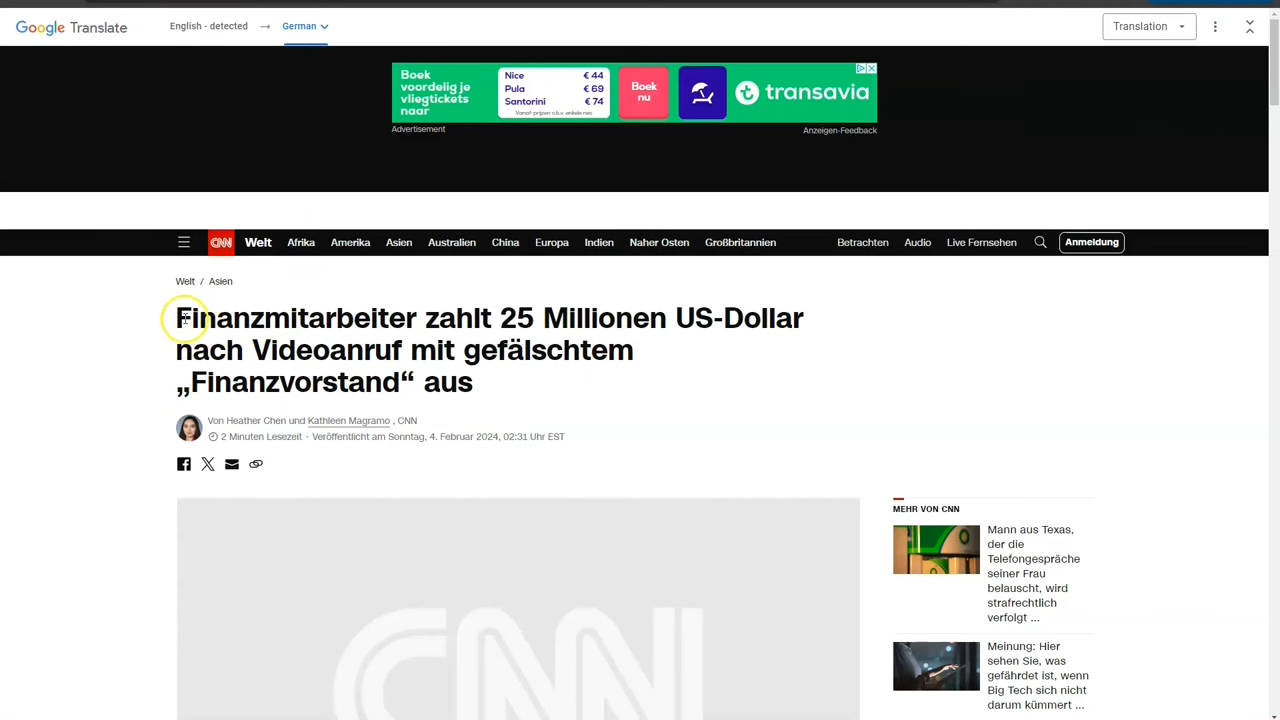 Google Translate
English - detected → German
Translation
Boek voordelig je vliegtickets naar
Nice € 44
Pula € 69
Santorini € 74
Vanaf-prijzen o.b.v. enkele reis
Boek nu
transavia
Advertisement
Anzeigen-Feedback
CNN Welt Afrika Amerika Asien Australien China Europa Indien Naher Osten Großbritannien Betrachten Audio Live Fernsehen Anmeldung
Welt / Asien
Finanzmitarbeiter zahlt 25 Millionen US-Dollar
nach Videoanruf mit gefälschtem
„Finanzvorstand“ aus
Von Heather Chen und Kathleen Magramo , CNN
2 Minuten Lesezeit · Veröffentlicht am Sonntag, 4. Februar 2024, 02:31 Uhr EST
CNN
MEHR VON CNN
Mann aus Texas,
der die
Telefongespräche
seiner Frau
belauscht, wird
strafrechtlich
verfolgt ...
Meinung: Hier
sehen Sie, was
gefährdet ist, wenn
Big Tech sich nicht
darum kümmert ...